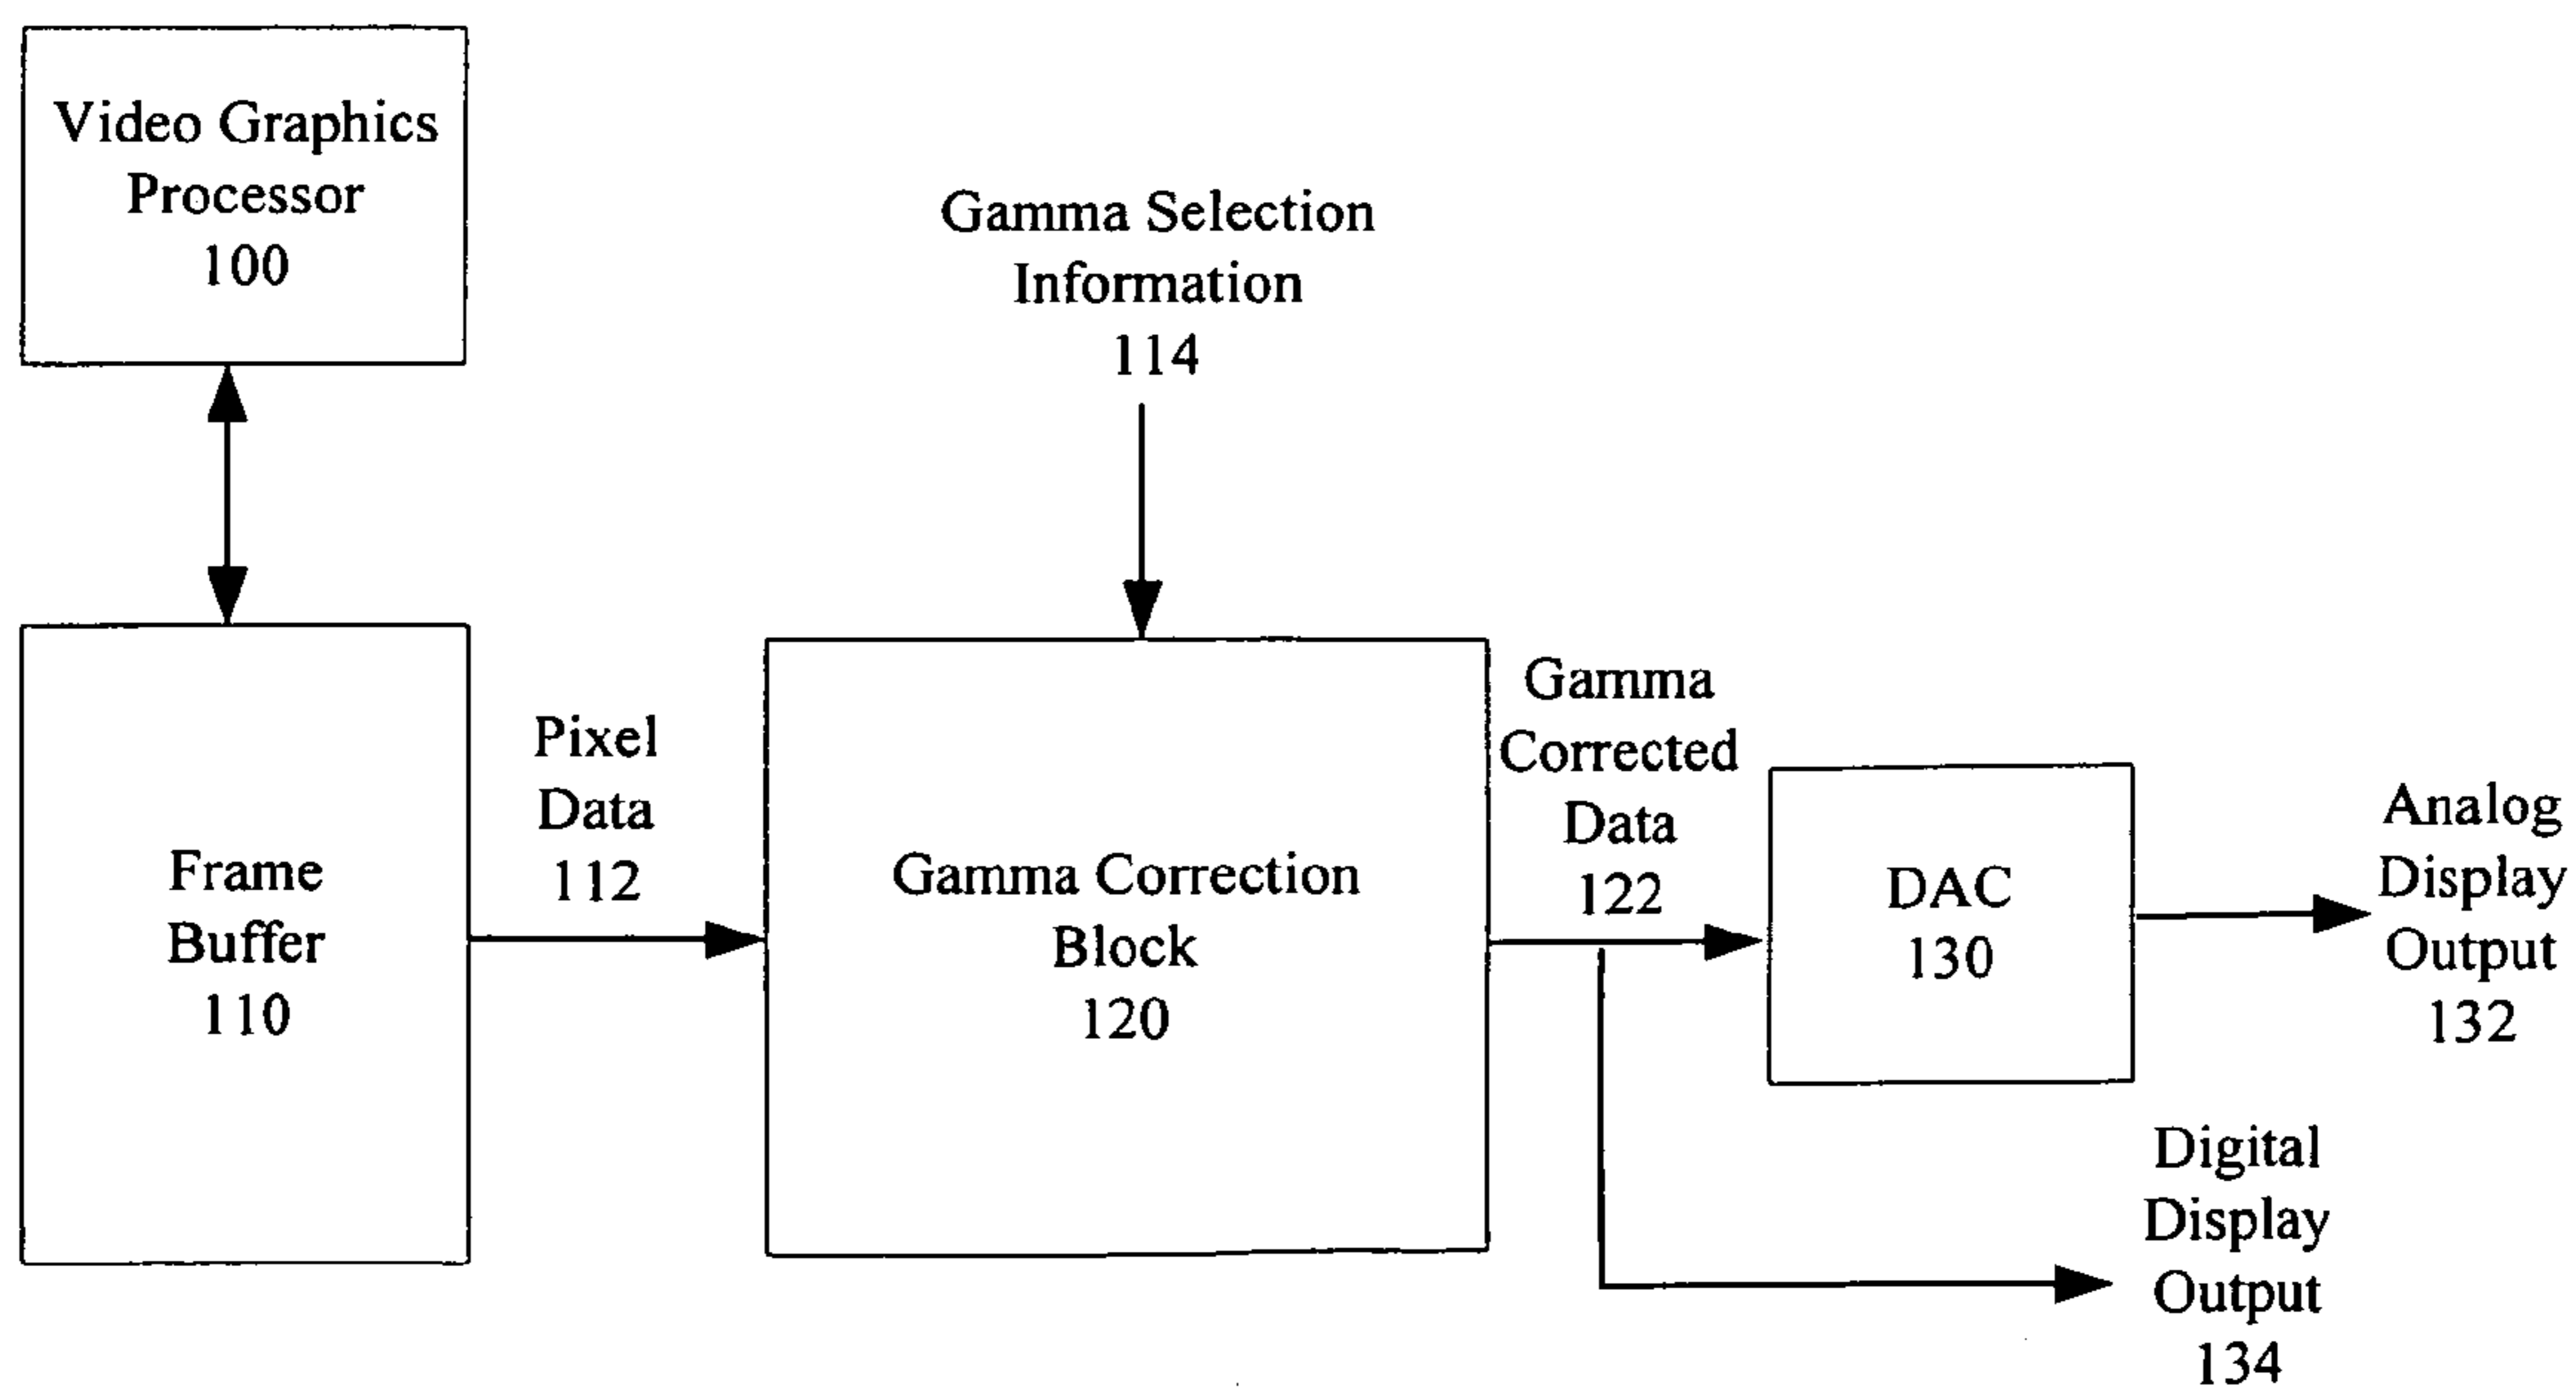 Video Graphics
Processor
100
Gamma Selection
Information
114
Frame
Buffer
110
Pixel
Data
112
Gamma Correction
Block
120
Gamma
Corrected
Data
122
DAC
130
Analog
Display
Output
132
Digital
Display
Output
134